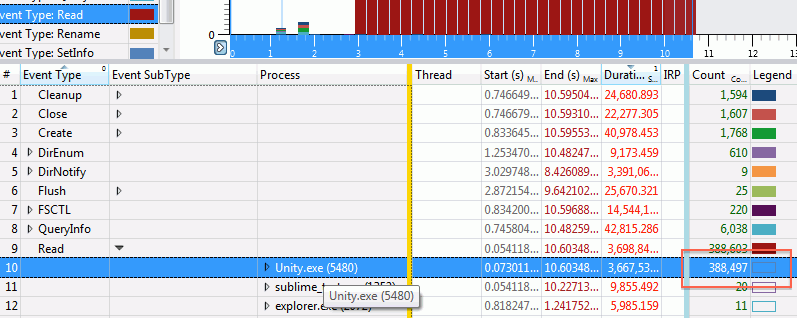 Event Type: Read
Event Type: Rename
Event Type: SetInfo
0
0 1 2 3 4 5 6 7 8 9 10 11 12 13
# Event Type 0 Event SubType Process Thread Start (s) M... End (s) Max Durati... S... IRP Count Co... Legend
1 Cleanup 0.746649... 10.59504... 24,680.893 1,594
2 Close 0.746679... 10.59310... 22,277.305 1,607
3 Create 0.833645... 10.59553... 40,978.453 1,768
4 DirEnum 1.253470... 10.48247... 9,173.459 610
5 DirNotify 3.029748... 8.426089... 3,391,06... 9
6 Flush 2.872154... 9.642102... 25,670.321 25
7 FSCTL 0.834200... 10.59688... 14,544,1... 220
8 QueryInfo 0.745804... 10.48259... 42,815.286 6,038
9 Read 0.054118... 10.60348... 3,698,84... 388,603
10 Unity.exe (5480) 0.073011... 10.60348... 3,667,53... 388,497
11 0.054118... 10.22713... 9,855.492 20
12 explorer.exe 0.818247... 1.241752... 5,985.159 11
Unity.exe (5480)